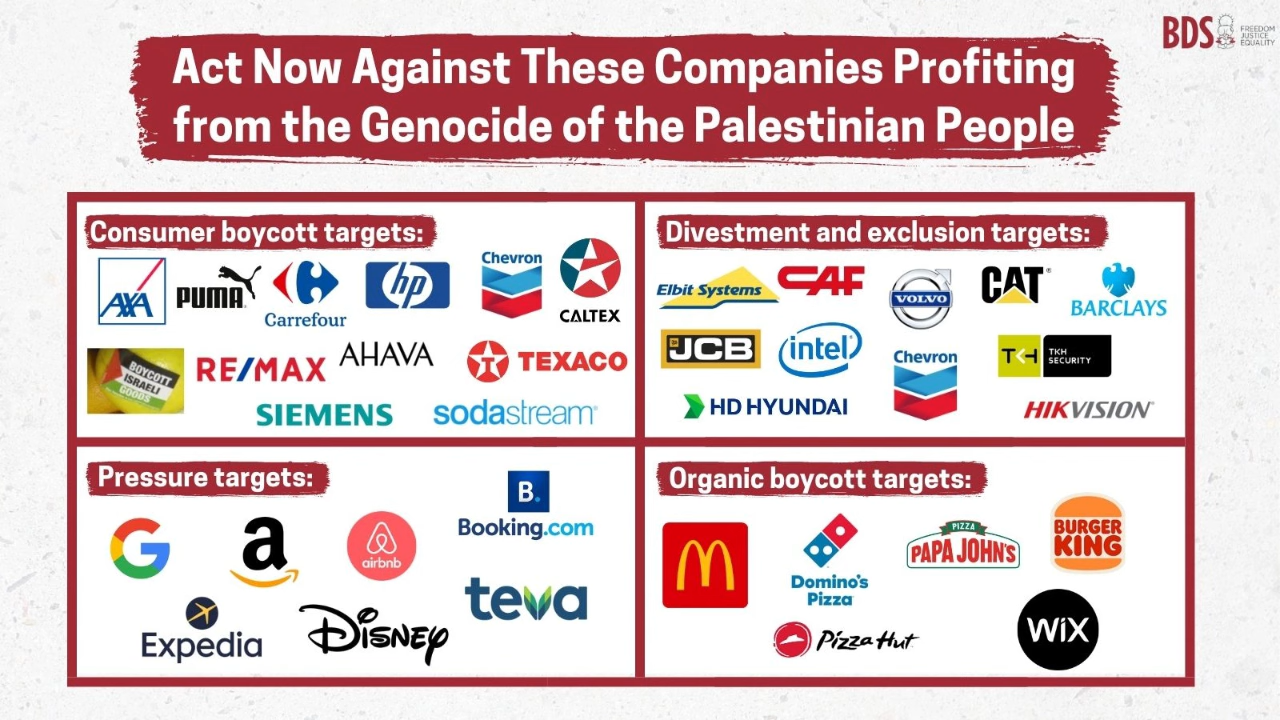 BDS
FREEDOM
JUSTICE
EQUALITY
Act Now Against These Companies Profiting
from the Genocide of the Palestinian People
Consumer boycott targets:
AXA
PUMA
Carrefour
hp
Chevron
CALTEX
BOYCOTT
ISRAELI
GOODS
RE/MAX
AHAVA
T TEXACO
SIEMENS
sodastream
Divestment and exclusion targets:
Elbit Systems
CAF
VOLVO
CAT
BARCLAYS
JCB
intel
Chevron
TKH TKH
SECURITY
HD HYUNDAI
HIKVISION
Pressure targets:
G
a
airbnb
B.
Booking.com
Expedia
Disney
teva
Organic boycott targets:
M
Domino's
Pizza
PIZZA
PAPA JOHN'S
BURGER
KING
Pizza Hut
WiX